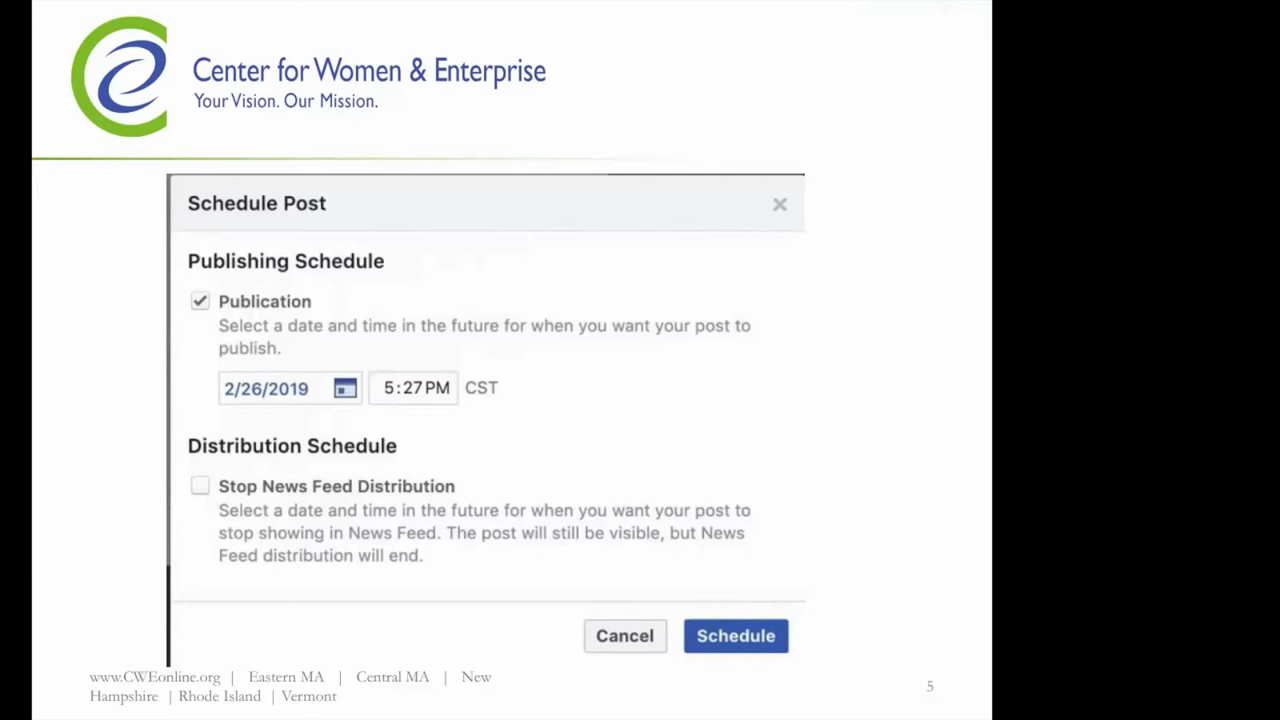 Center for Women & Enterprise
Your Vision. Our Mission.
Schedule Post
Publishing Schedule
Publication
Select a date and time in the future for when you want your post to
publish.
2/26/2019 5:27PM CST
Distribution Schedule
Stop News Feed Distribution
Select a date and time in the future for when you want your post to
stop showing in News Feed. The post will still be visible, but News
Feed distribution will end.
Cancel Schedule
www.CWEonline.org | Eastern MA | Central MA | New
Hampshire | Rhode Island | Vermont
5